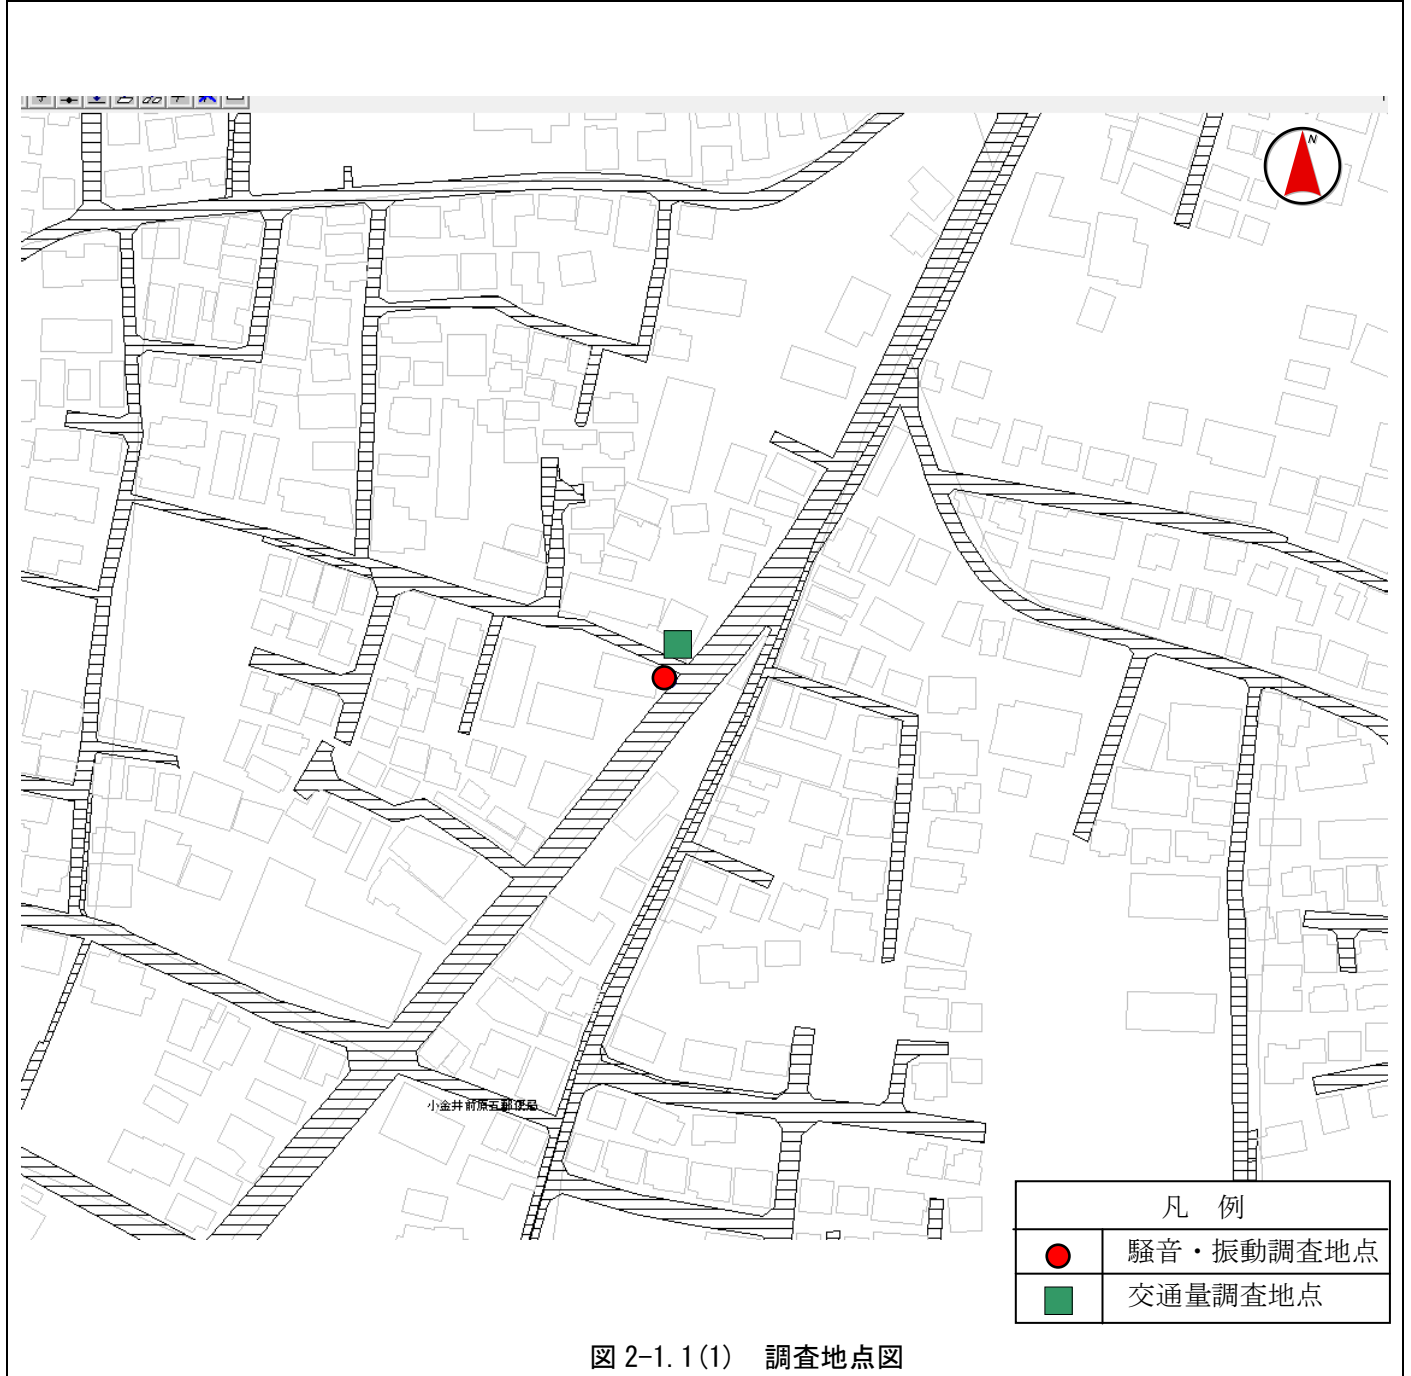 N
小金井前原五郵便局
凡 例
騒音・振動調査地点
交通量調査地点
図 2-1.1(1) 調査地点図